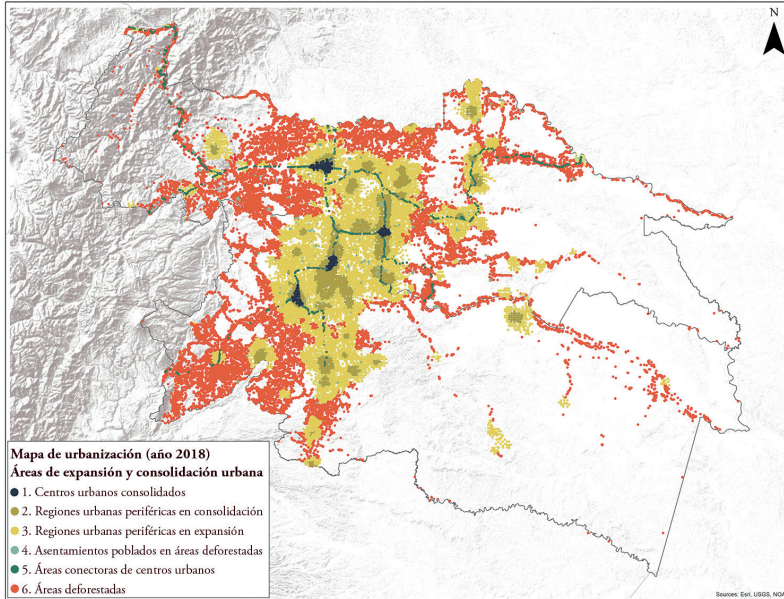 N
Mapa de urbanización (año 2018)
Áreas de expansión y consolidación urbana
1. Centros urbanos consolidados
2. Regiones urbanas periféricas en consolidación
3. Regiones urbanas periféricas en expansión
4. Asentamientos poblados en áreas deforestadas
5. Áreas conectoras de centros urbanos
6. Áreas deforestadas
Sources: Esri, USGS, NOA